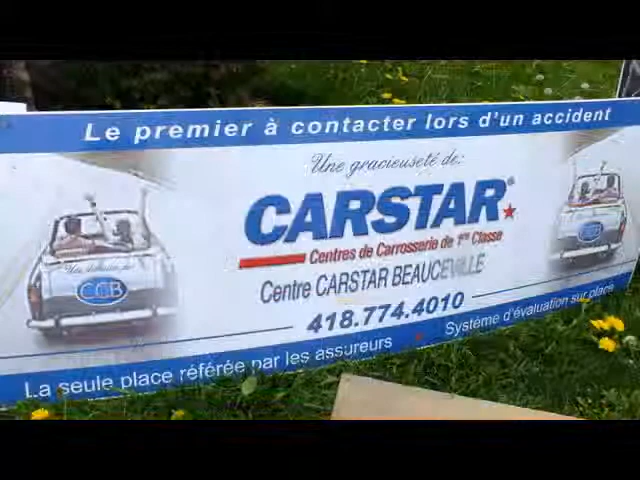 Le premier à contacter lors d'un accident
Une gracieuseté de:
CARSTAR®
Centres de Carrosserie de 1re Classe
Centre CARSTAR BEAUCEVILLE
418.774.4010
CCB
La seule place référée par les assureurs
Système d'évaluation sur place